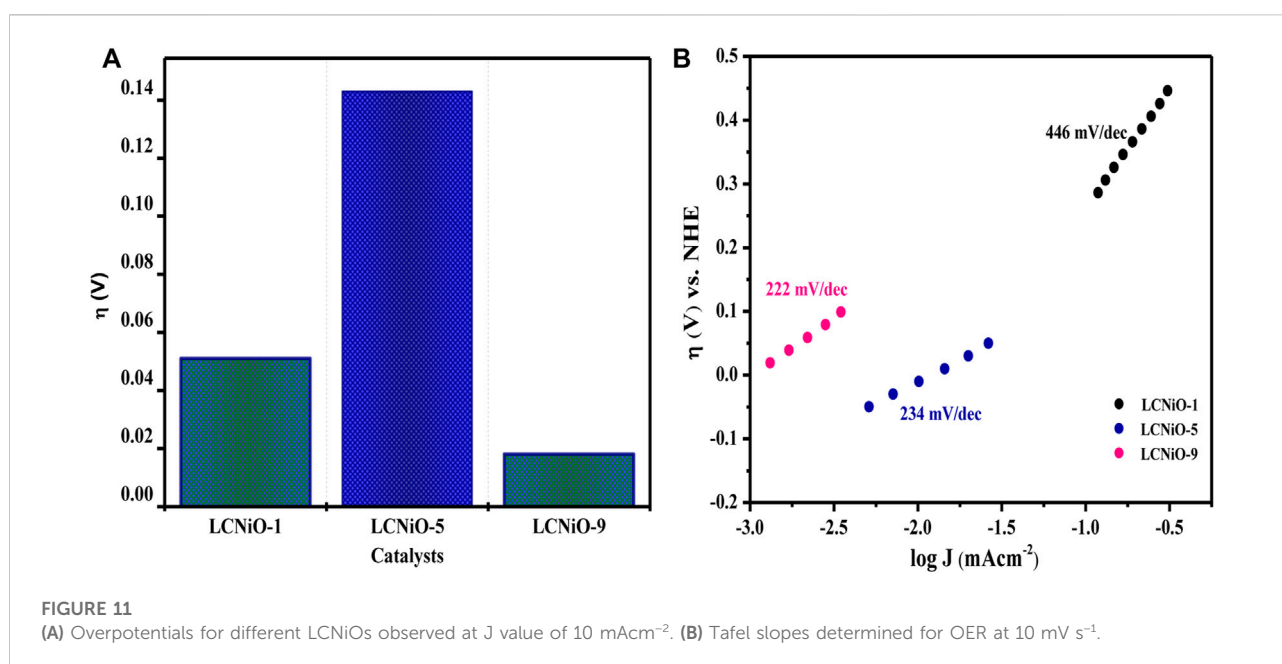 A
0.14
0.12
0.10
0.08
0.06
0.04
0.02
0.00
η (V)
LCNiO-1 LCNiO-5 LCNiO-9
Catalysts
B
0.5
0.4
0.3
0.2
0.1
0.0
-0.1
-0.2
η (V) vs. NHE
446 mV/dec
222 mV/dec
234 mV/dec
LCNiO-1
LCNiO-5
LCNiO-9
-3.0 -2.5 -2.0 -1.5 -1.0 -0.5
log J (mAcm⁻²)
FIGURE 11
(A) Overpotentials for different LCNiOs observed at J value of 10 mAcm⁻². (B) Tafel slopes determined for OER at 10 mV s⁻¹.